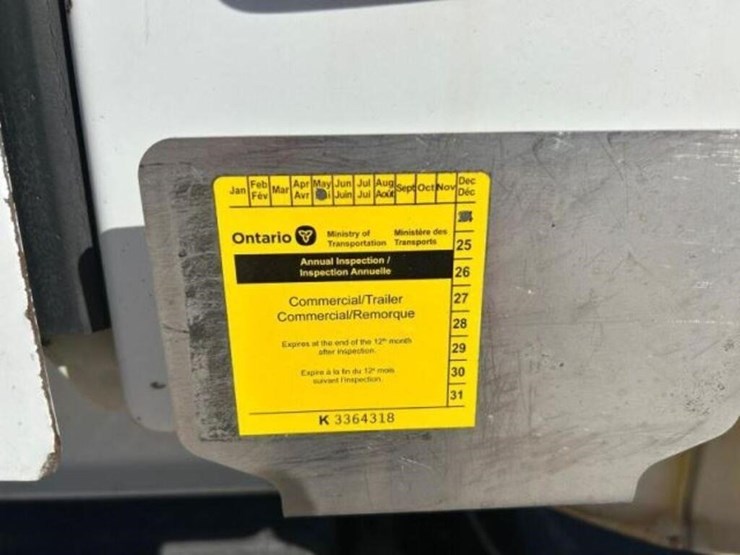 Jan Feb Mar Apr May Jun Jul Aug Sept Oct Nov Dec
Fév Avr Juin Jul Août Déc
Ontario Ministry of Ministère des
Transportation Transports
25
Annual Inspection /
Inspection Annuelle
26
Commercial/Trailer
27
Commercial/Remorque
28
Expires at the end of the 12th month
after inspection.
29
Expire à la fin du 12e mois
suivant l'inspection.
30
31
K 3364318